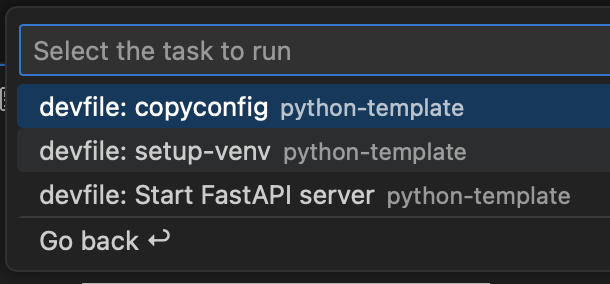 Select the task to run
devfile: copyconfig python-template
devfile: setup-venv python-template
devfile: Start FastAPI server python-template
Go back ↩